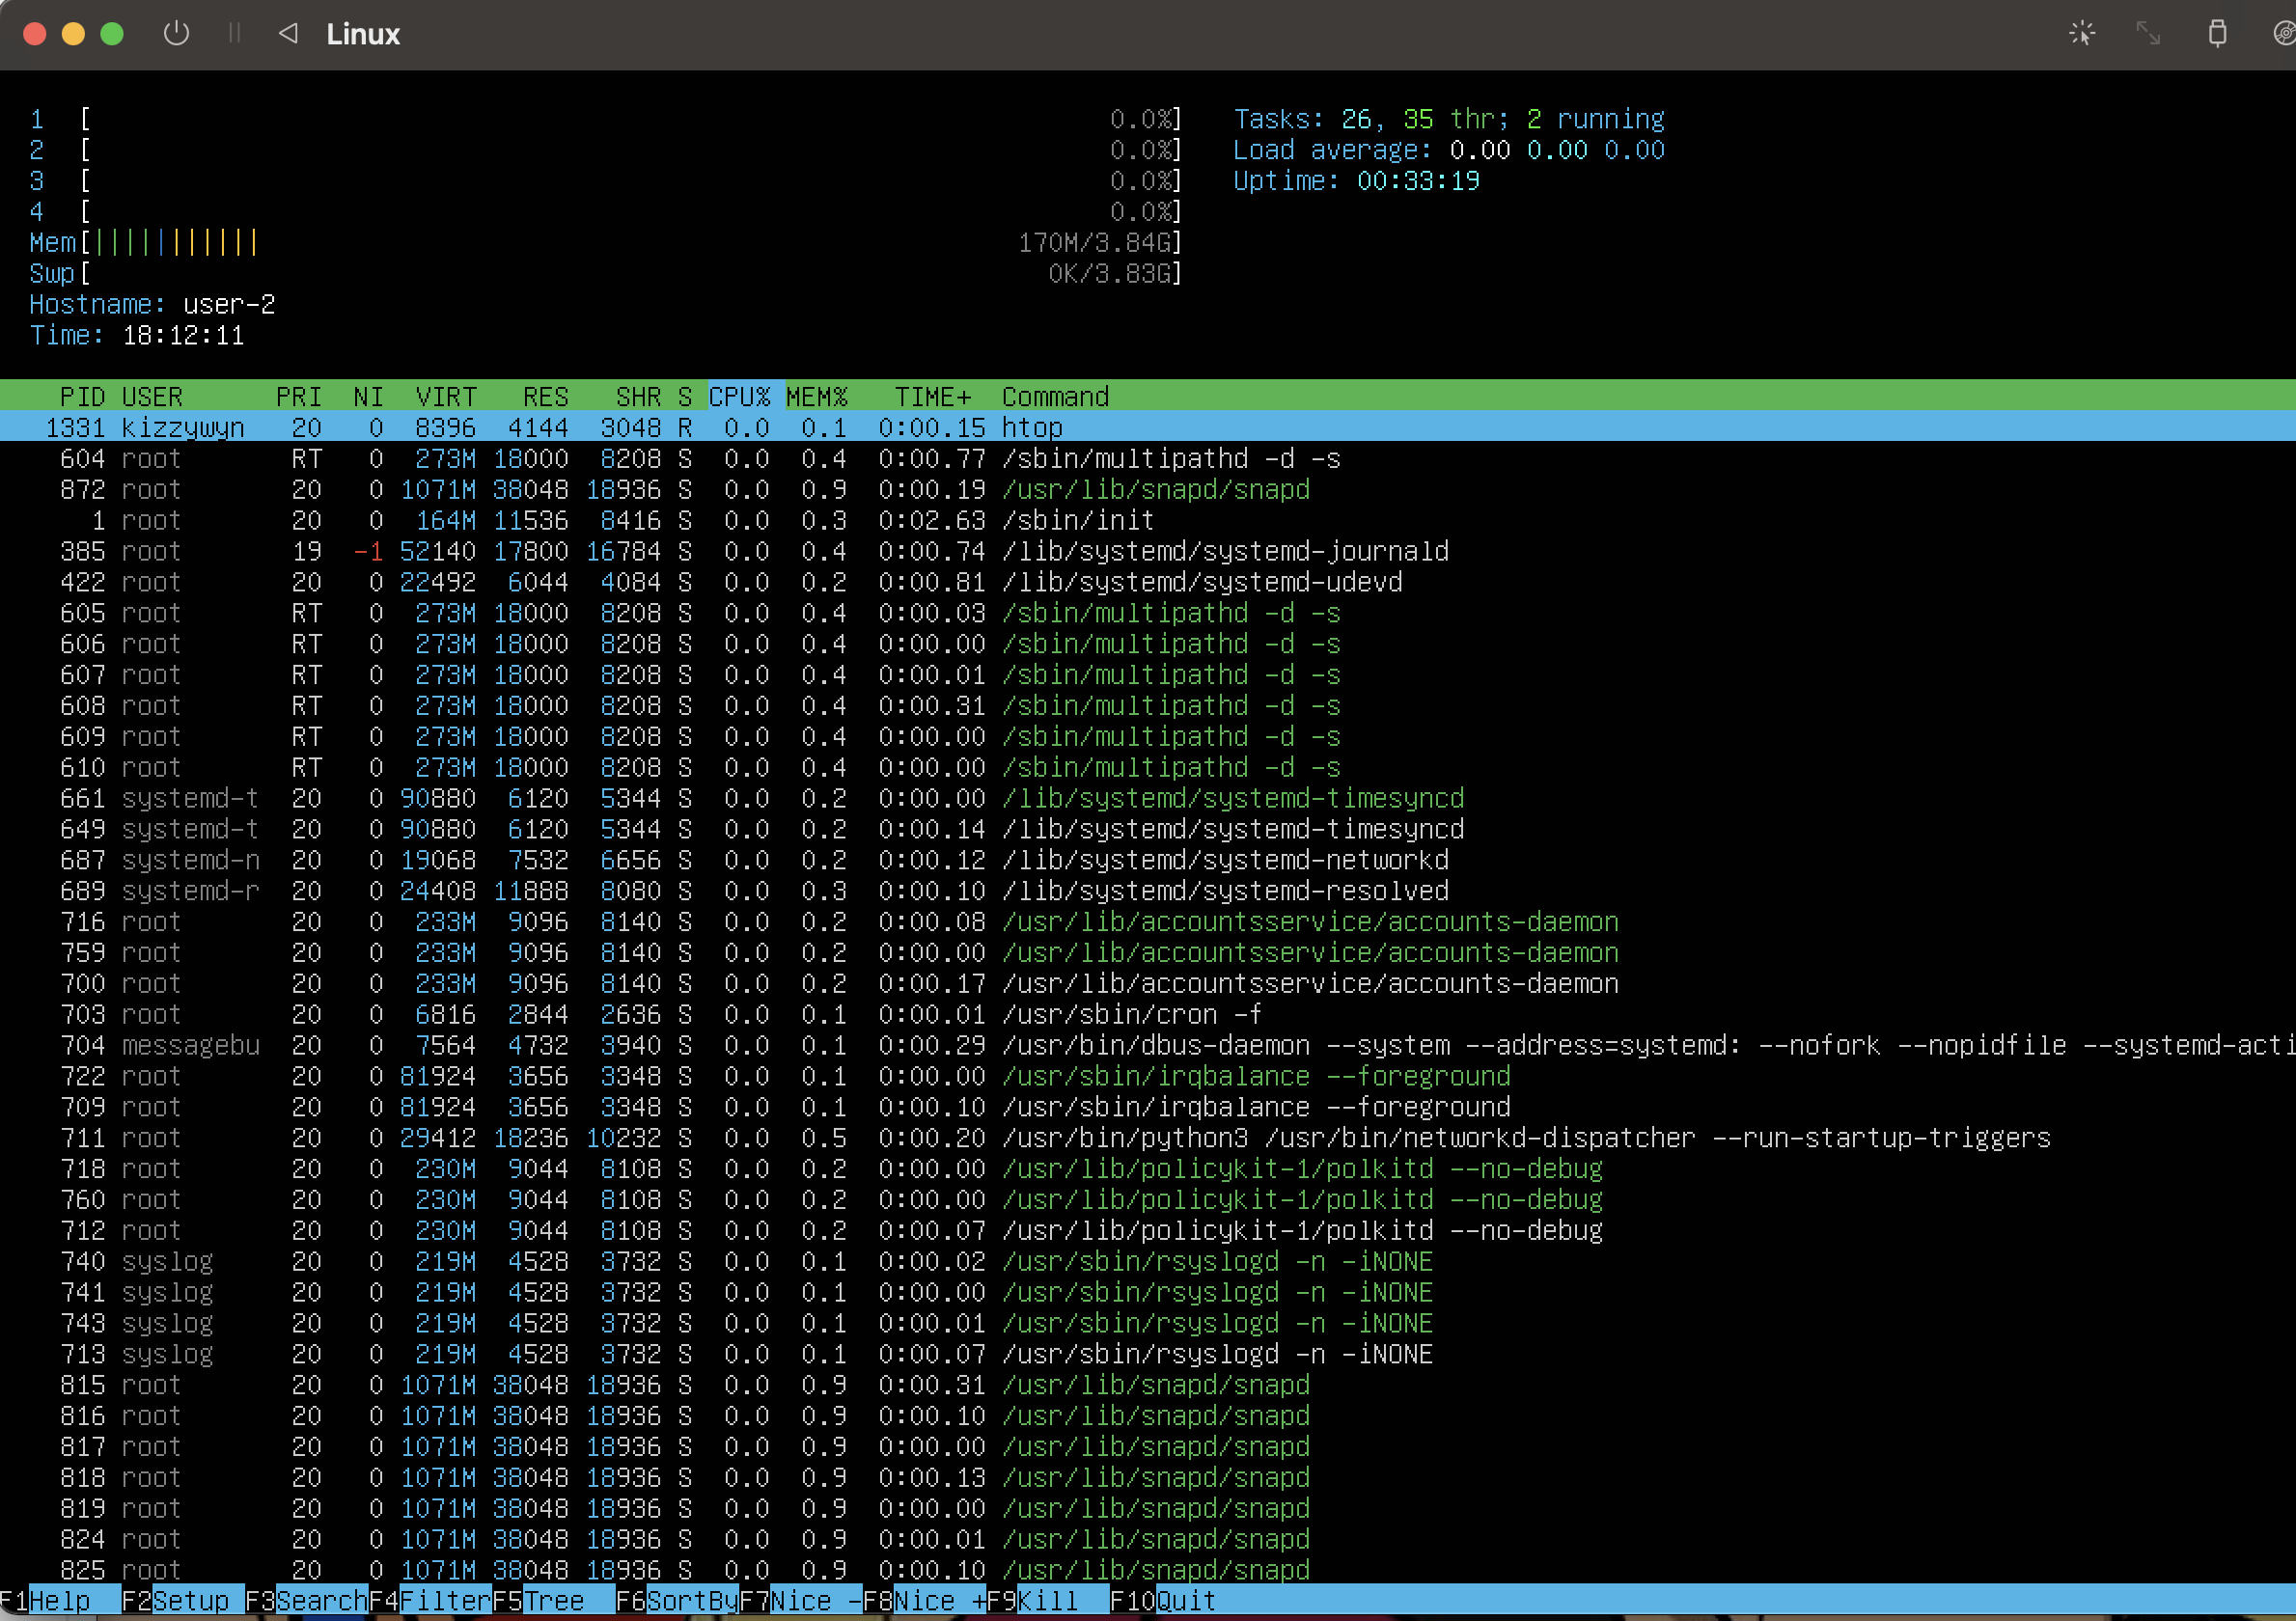 Linux
1 [ 0.0%] Tasks: 26, 35 thr; 2 running
2 [ 0.0%] Load average: 0.00 0.00 0.00
3 [ 0.0%] Uptime: 00:33:19
4 [ 0.0%]
Mem[||||||||||| 170M/3.84G]
Swp[ 0K/3.83G]
Hostname: user-2
Time: 18:12:11
PID USER PRI NI VIRT RES SHR S CPU% MEM% TIME+ Command
1331 kizzywyn 20 0 8396 4144 3048 R 0.0 0.1 0:00.15 htop
604 root RT 0 273M 18000 8208 S 0.0 0.4 0:00.77 /sbin/multipathd -d -s
872 root 20 0 1071M 38048 18936 S 0.0 0.9 0:00.19 /usr/lib/snapd/snapd
1 root 20 0 164M 11536 8416 S 0.0 0.3 0:02.63 /sbin/init
385 root 19 -1 52140 17800 16784 S 0.0 0.4 0:00.74 /lib/systemd/systemd-journald
422 root 20 0 22492 6044 4084 S 0.0 0.2 0:00.81 /lib/systemd/systemd-udevd
605 root RT 0 273M 18000 8208 S 0.0 0.4 0:00.03 /sbin/multipathd -d -s
606 root RT 0 273M 18000 8208 S 0.0 0.4 0:00.00 /sbin/multipathd -d -s
607 root RT 0 273M 18000 8208 S 0.0 0.4 0:00.01 /sbin/multipathd -d -s
608 root RT 0 273M 18000 8208 S 0.0 0.4 0:00.31 /sbin/multipathd -d -s
609 root RT 0 273M 18000 8208 S 0.0 0.4 0:00.00 /sbin/multipathd -d -s
610 root RT 0 273M 18000 8208 S 0.0 0.4 0:00.00 /sbin/multipathd -d -s
661 systemd-t 20 0 90880 6120 5344 S 0.0 0.2 0:00.00 /lib/systemd/systemd-timesyncd
649 systemd-t 20 0 90880 6120 5344 S 0.0 0.2 0:00.14 /lib/systemd/systemd-timesyncd
687 systemd-n 20 0 19068 7532 6656 S 0.0 0.2 0:00.12 /lib/systemd/systemd-networkd
689 systemd-r 20 0 24408 11888 8080 S 0.0 0.3 0:00.10 /lib/systemd/systemd-resolved
716 root 20 0 233M 9096 8140 S 0.0 0.2 0:00.08 /usr/lib/accountsservice/accounts-daemon
759 root 20 0 233M 9096 8140 S 0.0 0.2 0:00.00 /usr/lib/accountsservice/accounts-daemon
700 root 20 0 233M 9096 8140 S 0.0 0.2 0:00.17 /usr/lib/accountsservice/accounts-daemon
703 root 20 0 6816 2844 2636 S 0.0 0.1 0:00.01 /usr/sbin/cron -f
704 messagebu 20 0 7564 4732 3940 S 0.0 0.1 0:00.29 /usr/bin/dbus-daemon --system --address=systemd: --nofork --nopidfile --systemd-acti
722 root 20 0 81924 3656 3348 S 0.0 0.1 0:00.00 /usr/sbin/irqbalance --foreground
709 root 20 0 81924 3656 3348 S 0.0 0.1 0:00.10 /usr/sbin/irqbalance --foreground
711 root 20 0 29412 18236 10232 S 0.0 0.5 0:00.20 /usr/bin/python3 /usr/bin/networkd-dispatcher --run-startup-triggers
718 root 20 0 230M 9044 8108 S 0.0 0.2 0:00.00 /usr/lib/policykit-1/polkitd --no-debug
760 root 20 0 230M 9044 8108 S 0.0 0.2 0:00.00 /usr/lib/policykit-1/polkitd --no-debug
712 root 20 0 230M 9044 8108 S 0.0 0.2 0:00.07 /usr/lib/policykit-1/polkitd --no-debug
740 syslog 20 0 219M 4528 3732 S 0.0 0.1 0:00.02 /usr/sbin/rsyslogd -n -iNONE
741 syslog 20 0 219M 4528 3732 S 0.0 0.1 0:00.00 /usr/sbin/rsyslogd -n -iNONE
743 syslog 20 0 219M 4528 3732 S 0.0 0.1 0:00.01 /usr/sbin/rsyslogd -n -iNONE
713 syslog 20 0 219M 4528 3732 S 0.0 0.1 0:00.07 /usr/sbin/rsyslogd -n -iNONE
815 root 20 0 1071M 38048 18936 S 0.0 0.9 0:00.31 /usr/lib/snapd/snapd
816 root 20 0 1071M 38048 18936 S 0.0 0.9 0:00.10 /usr/lib/snapd/snapd
817 root 20 0 1071M 38048 18936 S 0.0 0.9 0:00.00 /usr/lib/snapd/snapd
818 root 20 0 1071M 38048 18936 S 0.0 0.9 0:00.13 /usr/lib/snapd/snapd
819 root 20 0 1071M 38048 18936 S 0.0 0.9 0:00.00 /usr/lib/snapd/snapd
824 root 20 0 1071M 38048 18936 S 0.0 0.9 0:00.01 /usr/lib/snapd/snapd
825 root 20 0 1071M 38048 18936 S 0.0 0.9 0:00.10 /usr/lib/snapd/snapd
F1Help F2Setup F3SearchF4FilterF5Tree F6SortByF7Nice -F8Nice +F9Kill F10Quit